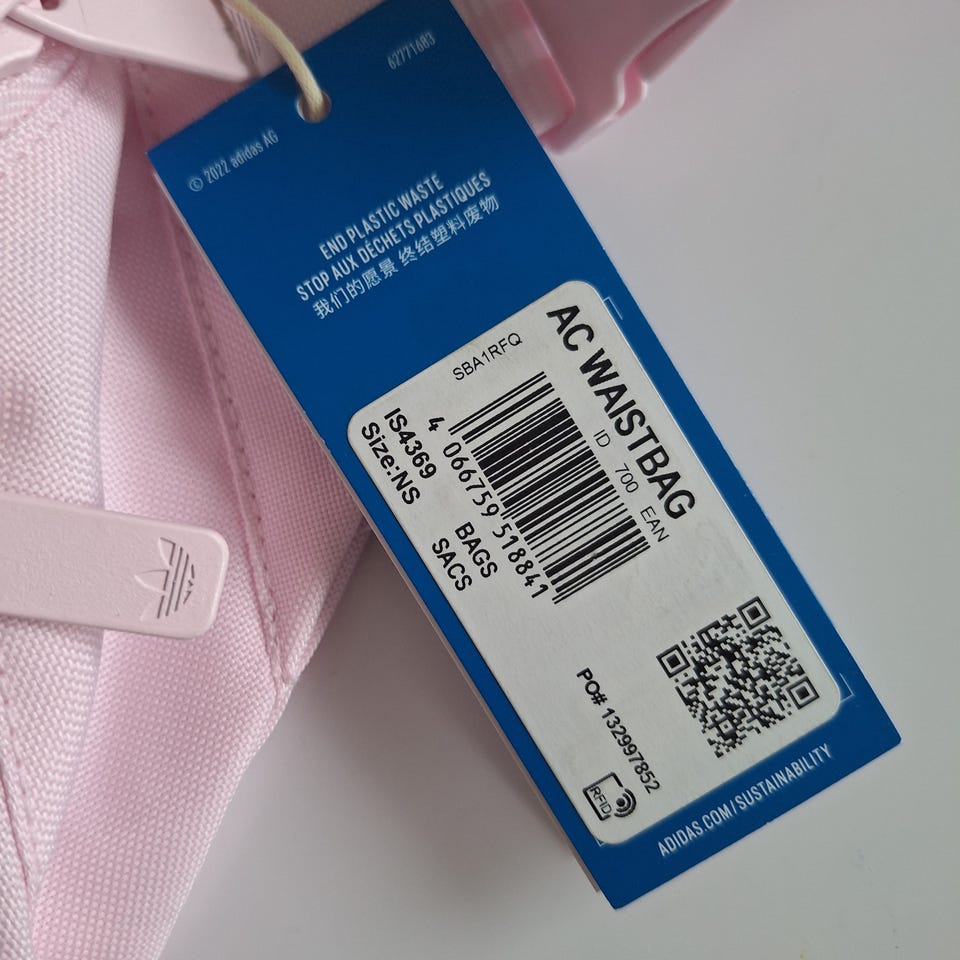 62771683
© 2022 adidas AG
END PLASTIC WASTE
STOP AUX DÉCHETS PLASTIQUES
我们的愿景 终结塑料废物
AC WAISTBAG
ID 700 EAN
SBA1RFQ
4 066759 518841
IS4369 BAGS
Size:NS SACS
PO# 132997852
RFID
ADIDAS.COM/SUSTAINABILITY